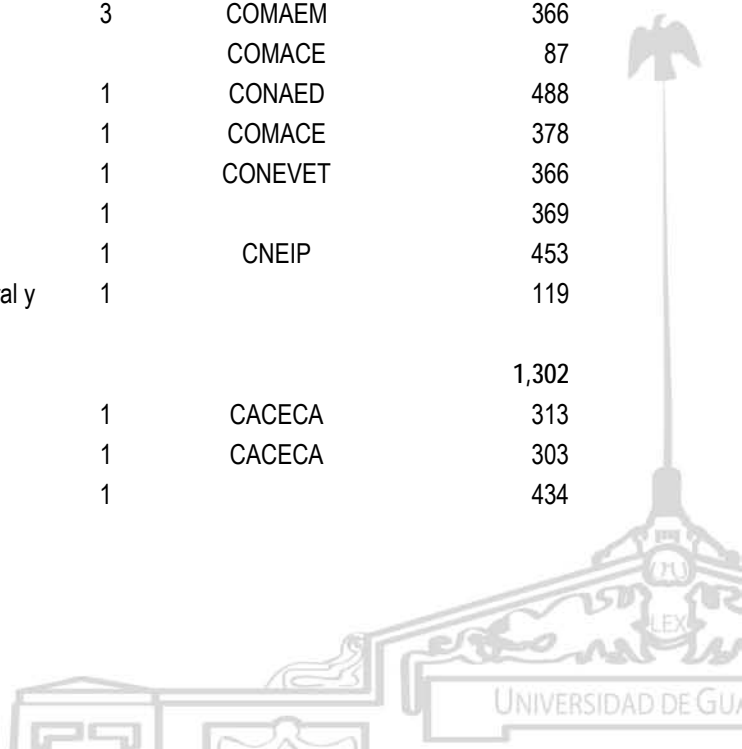 3 COMAEM 366
COMACE 87
1 CONAED 488
1 COMACE 378
1 CONEVET 366
1 369
1 CNEIP 453
al y 1 119
1,302
1 CACECA 313
1 CACECA 303
1 434
LEX
UNIVERSIDAD DE GUA